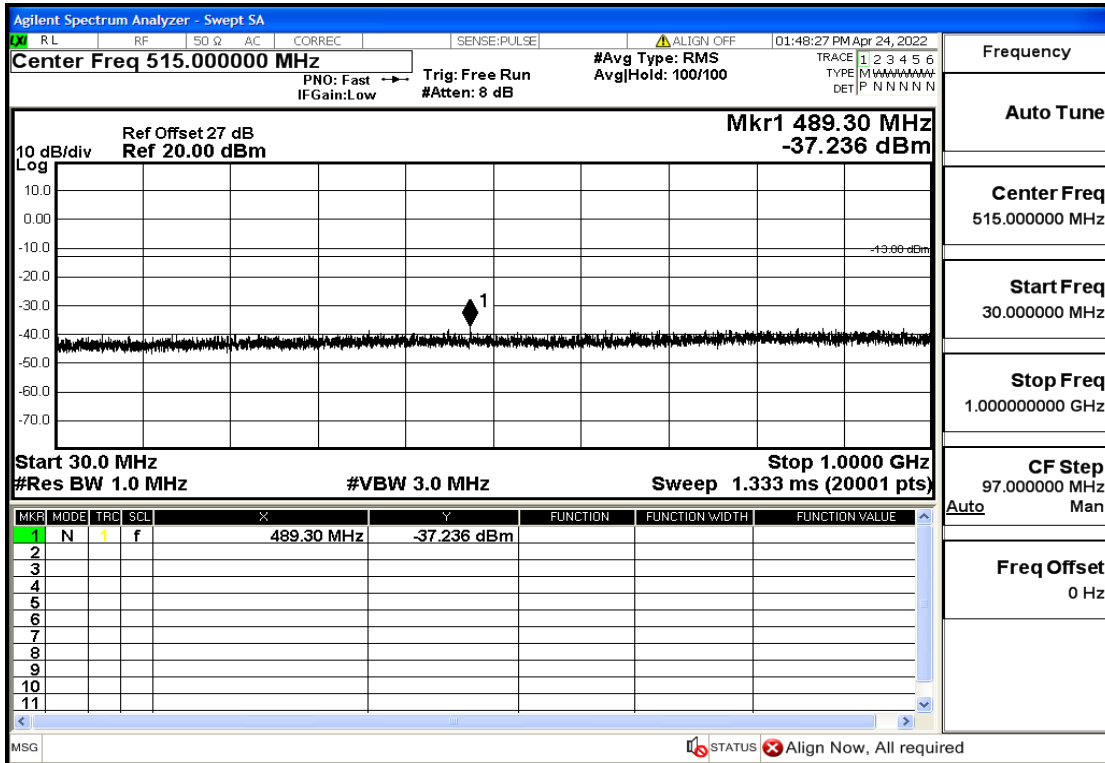 Agilent Spectrum Analyzer - Swept SA
LXI RL RF 50 Ω AC CORREC SENSE:PULSE ALIGN OFF 01:48:27 PM Apr 24, 2022
Center Freq 515.000000 MHz
PNO: Fast
IFGain:Low
Trig: Free Run
#Atten: 8 dB
#Avg Type: RMS
Avg|Hold: 100/100
TRACE 1 2 3 4 5 6
TYPE M WWWWW
DET P N N N N N
Ref Offset 27 dB
Ref 20.00 dBm
10 dB/div
Log
Mkr1 489.30 MHz
-37.236 dBm
10.0
0.00
-10.0
-13.00 dBm
-20.0
-30.0
1
-40.0
-50.0
-60.0
-70.0
Start 30.0 MHz Stop 1.0000 GHz
#Res BW 1.0 MHz #VBW 3.0 MHz Sweep 1.333 ms (20001 pts)
MKR MODE TRC SCL X Y FUNCTION FUNCTION WIDTH FUNCTION VALUE
1 N 1 f 489.30 MHz -37.236 dBm
2
3
4
5
6
7
8
9
10
11
MSG STATUS Align Now, All required
Frequency
Auto Tune
Center Freq
515.000000 MHz
Start Freq
30.000000 MHz
Stop Freq
1.000000000 GHz
CF Step
97.000000 MHz
Auto Man
Freq Offset
0 Hz